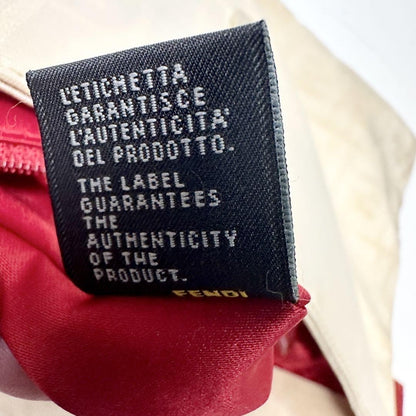 L'ETICHETTA
GARANTISCE
L'AUTENTICITA'
DEL PRODOTTO.
THE LABEL
GUARANTEES
THE
AUTHENTICITY
OF THE
PRODUCT.
FENDI